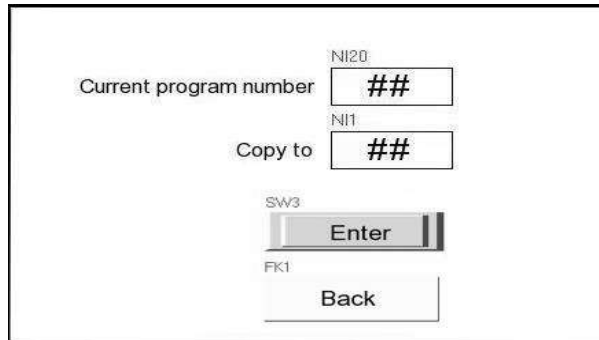 NI20
Current program number ##
NI1
Copy to ##
SW3
Enter
FK1
Back